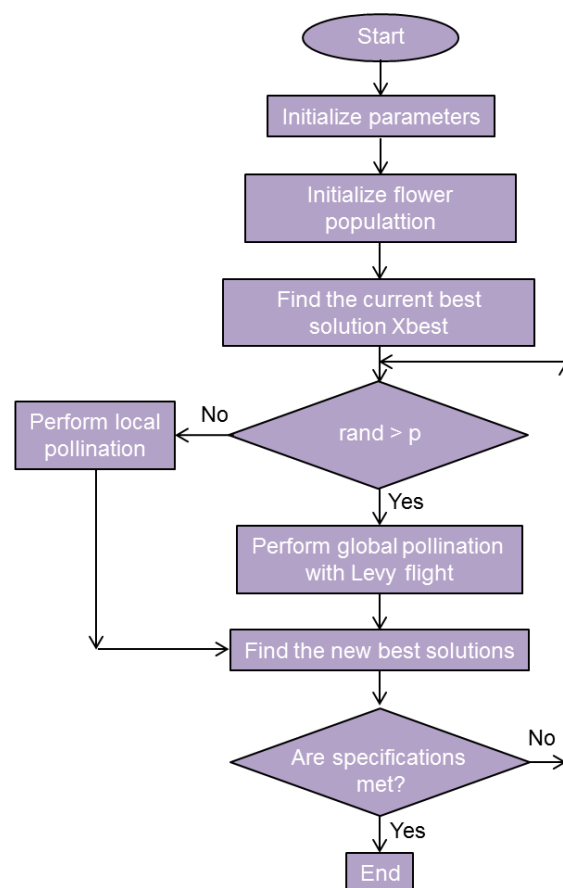 Start
Initialize parameters
Initialize flower
populattion
Find the current best
solution Xbest
rand > p
No
Perform local
pollination
Yes
Perform global pollination
with Levy flight
Find the new best solutions
Are specifications
met?
No
Yes
End